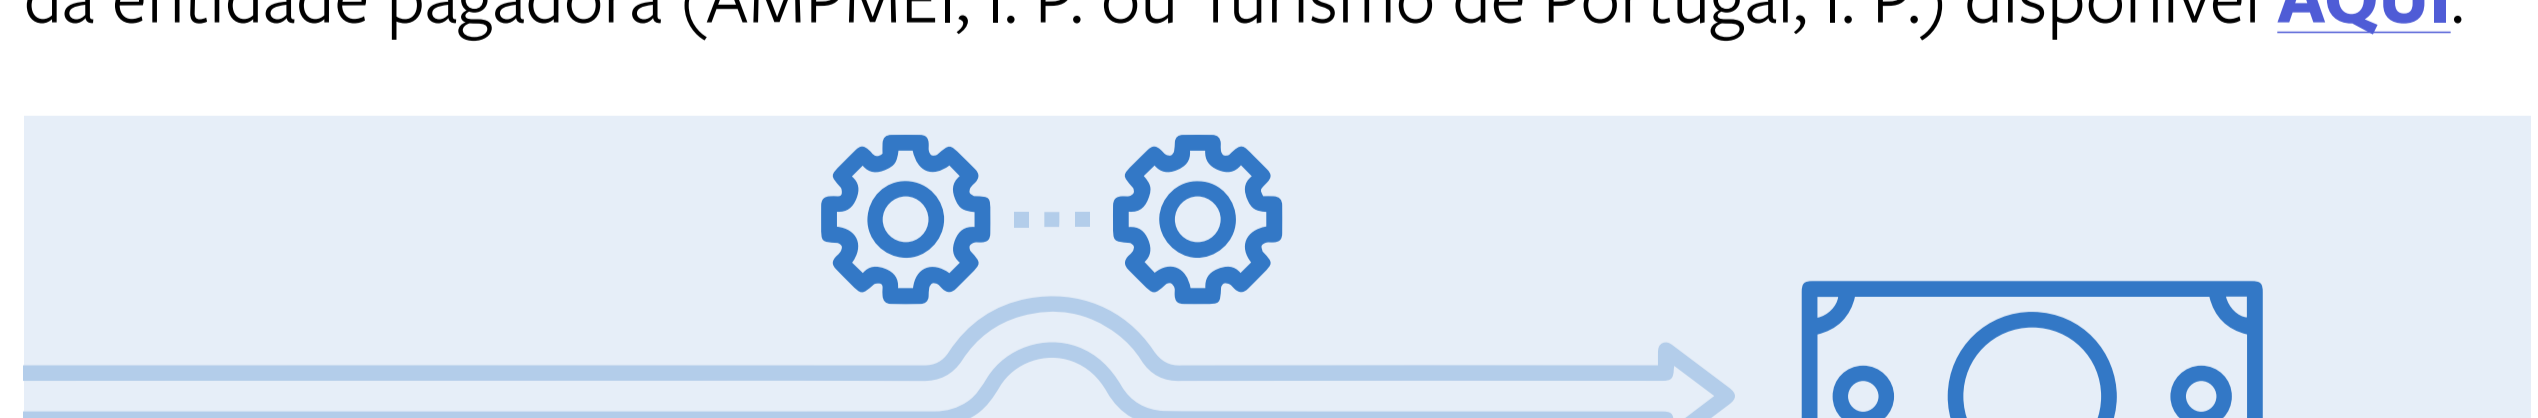 da entidade pagadora (AMPMEI, I. P. ou Turismo de Portugal, I. P.) disponível AQUI.